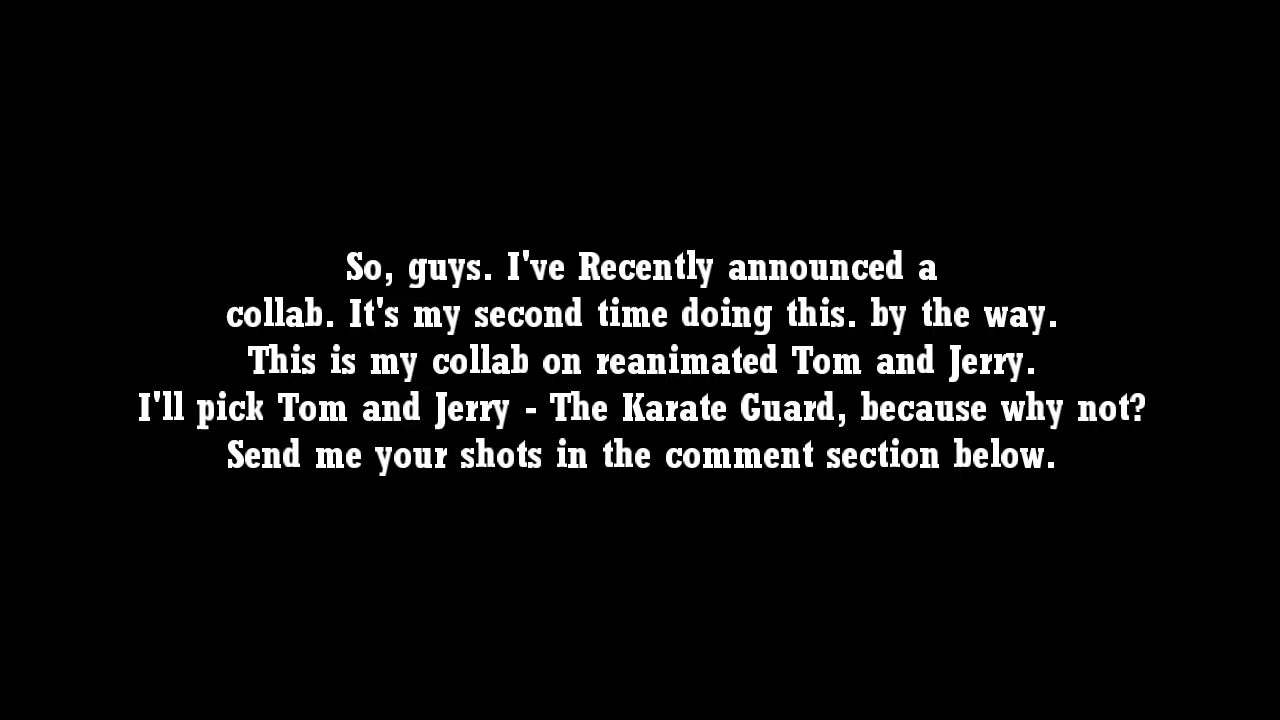 So, guys. I've Recently announced a
collab. It's my second time doing this. by the way.
This is my collab on reanimated Tom and Jerry.
I'll pick Tom and Jerry - The Karate Guard, because why not?
Send me your shots in the comment section below.